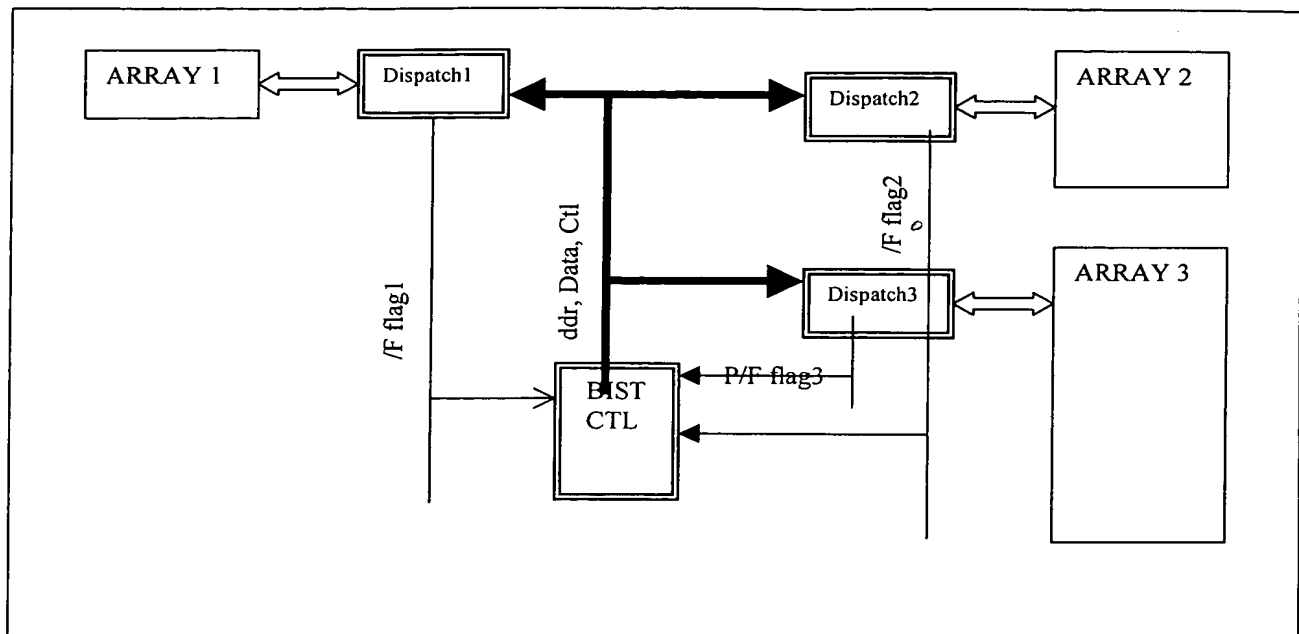 ARRAY 1
Dispatch1
Dispatch2
ARRAY 2
/F flag1
ddr, Data, Ctl
/F flag2
Dispatch3
ARRAY 3
P/F flag3
BIST
CTL